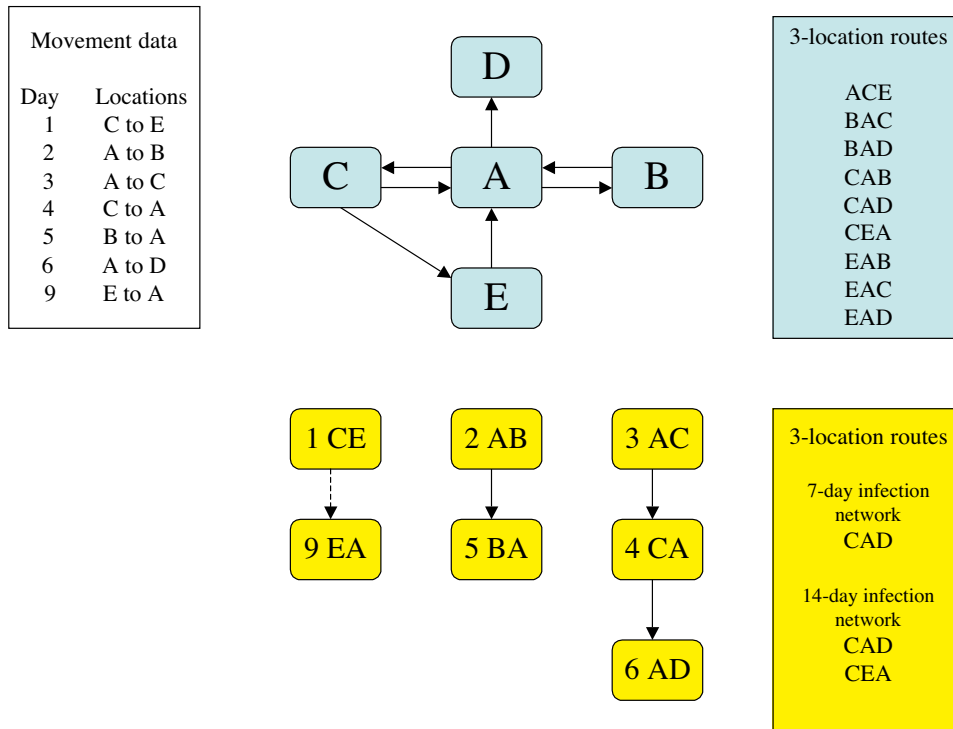 Movement data
Day Locations
1 C to E
2 A to B
3 A to C
4 C to A
5 B to A
6 A to D
9 E to A
D
C
A
B
E
3-location routes
ACE
BAC
BAD
CAB
CAD
CEA
EAB
EAC
EAD
1 CE
2 AB
3 AC
9 EA
5 BA
4 CA
6 AD
3-location routes
7-day infection
network
CAD
14-day infection
network
CAD
CEA